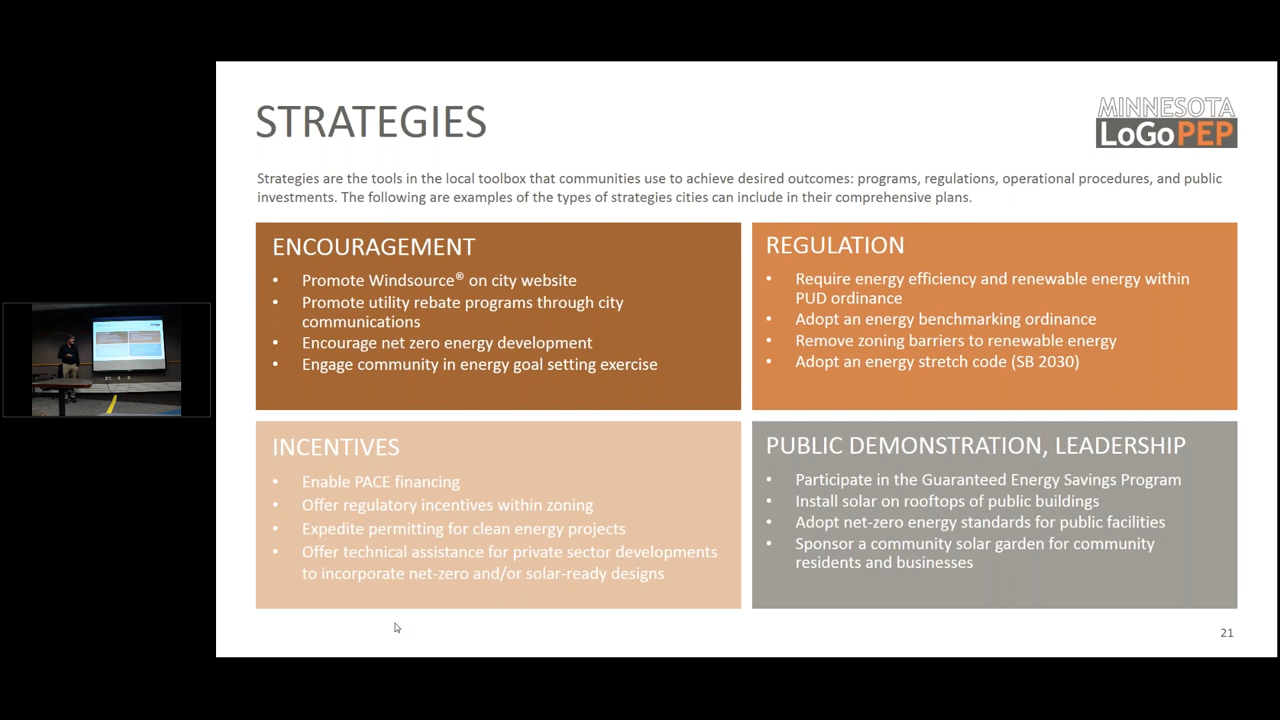 STRATEGIES
MINNESOTA
LoGoPEP
Strategies are the tools in the local toolbox that communities use to achieve desired outcomes: programs, regulations, operational procedures, and public
investments. The following are examples of the types of strategies cities can include in their comprehensive plans.
ENCOURAGEMENT
• Promote Windsource® on city website
• Promote utility rebate programs through city
communications
• Encourage net zero energy development
• Engage community in energy goal setting exercise
REGULATION
• Require energy efficiency and renewable energy within
PUD ordinance
• Adopt an energy benchmarking ordinance
• Remove zoning barriers to renewable energy
• Adopt an energy stretch code (SB 2030)
INCENTIVES
• Enable PACE financing
• Offer regulatory incentives within zoning
• Expedite permitting for clean energy projects
• Offer technical assistance for private sector developments
to incorporate net-zero and/or solar-ready designs
PUBLIC DEMONSTRATION, LEADERSHIP
• Participate in the Guaranteed Energy Savings Program
• Install solar on rooftops of public buildings
• Adopt net-zero energy standards for public facilities
• Sponsor a community solar garden for community
residents and businesses
21